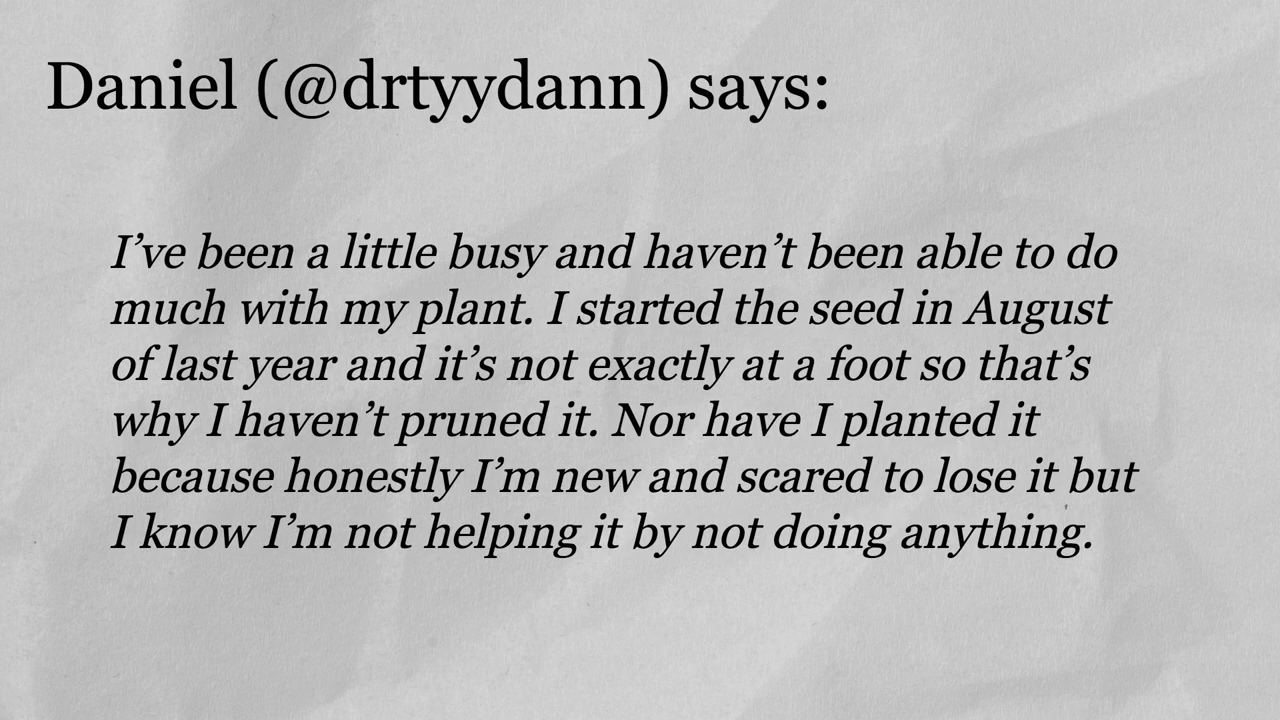 Daniel (@drtyydann) says:
I’ve been a little busy and haven’t been able to do
much with my plant. I started the seed in August
of last year and it’s not exactly at a foot so that’s
why I haven’t pruned it. Nor have I planted it
because honestly I’m new and scared to lose it but
I know I’m not helping it by not doing anything.